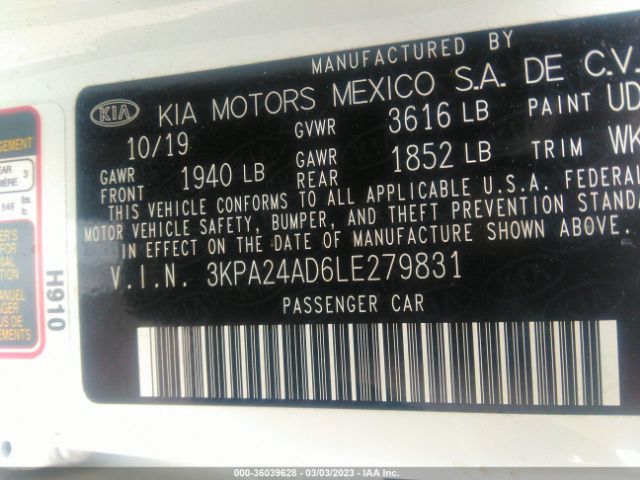 MANUFACTURED BY
KIA KIA MOTORS MEXICO S.A. DE C.V.
10/19 GVWR 3616 LB PAINT UD
GAWR FRONT 1940 LB GAWR REAR 1852 LB TRIM WK
THIS VEHICLE CONFORMS TO ALL APPLICABLE U.S.A. FEDERAL
MOTOR VEHICLE SAFETY, BUMPER, AND THEFT PREVENTION STANDA
IN EFFECT ON THE DATE OF MANUFACTURE SHOWN ABOVE.
V.I.N. 3KPA24AD6LE279831
PASSENGER CAR
H910
000-36039628 - 03/03/2023 - IAA Inc.